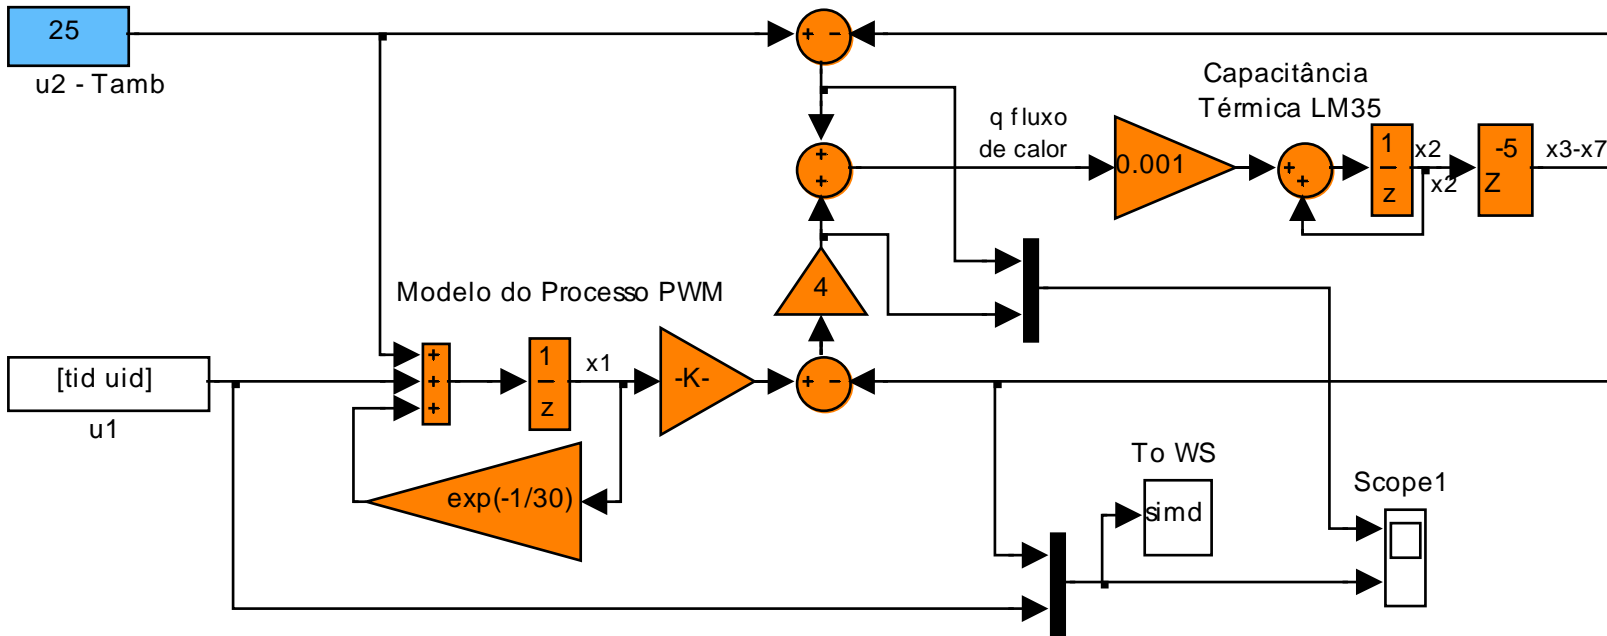 25
u2 - Tamb
+ −
Capacitância
Térmica LM35
q fluxo
de calor
+
+
0.001
+
+
1
z
x2
x2
-5
Z
x3-x7
4
Modelo do Processo PWM
[tid uid]
u1
+
+
+
1
z
x1
-K-
+ −
exp(-1/30)
To WS
simd
Scope1